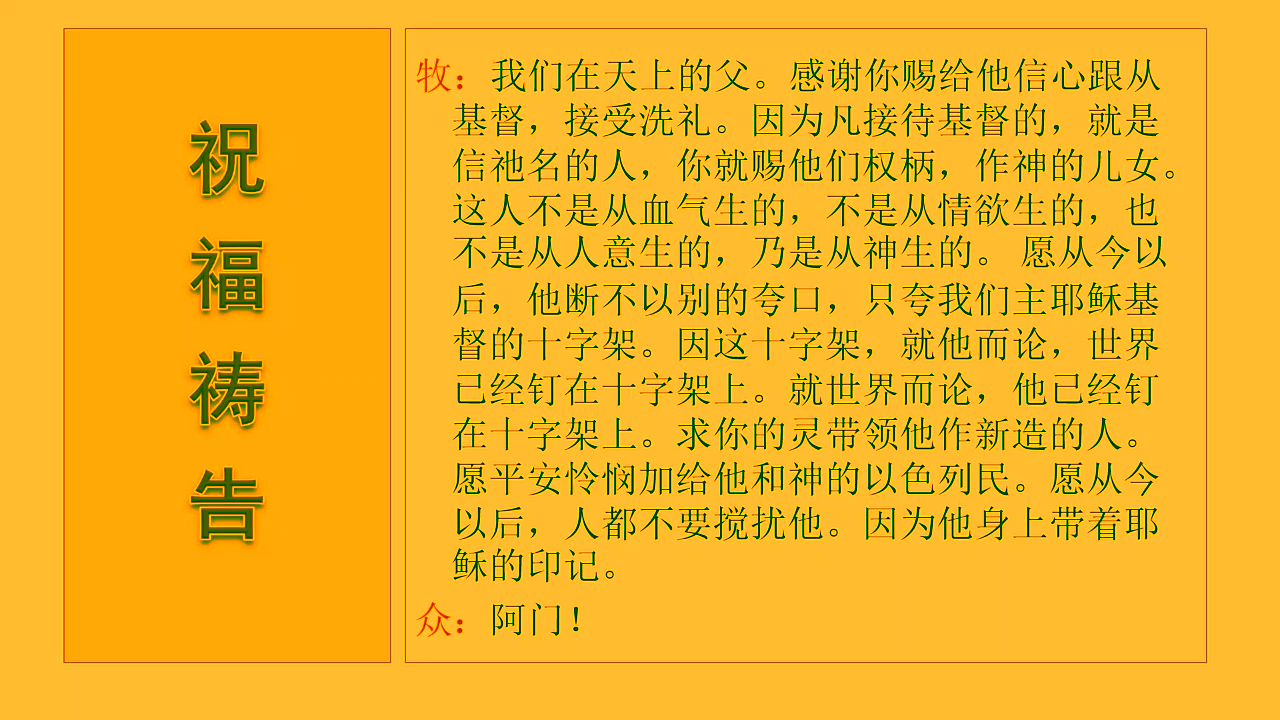 祝
福
祷
告
牧：我们在天上的父。感谢你赐给他信心跟从
基督，接受洗礼。因为凡接待基督的，就是
信祂名的人，你就赐他们权柄，作神的儿女。
这人不是从血气生的，不是从情欲生的，也
不是从人意生的，乃是从神生的。 愿从今以
后，他断不以别的夸口，只夸我们主耶稣基
督的十字架。因这十字架，就他而论，世界
已经钉在十字架上。就世界而论，他已经钉
在十字架上。求你的灵带领他作新造的人。
愿平安怜悯加给他和神的以色列民。愿从今
以后，人都不要搅扰他。因为他身上带着耶
稣的印记。
众：阿门！